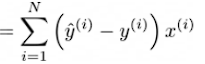 = \sum_{i=1}^{N} \left( \hat{y}^{(i)} - y^{(i)} \right) x^{(i)}